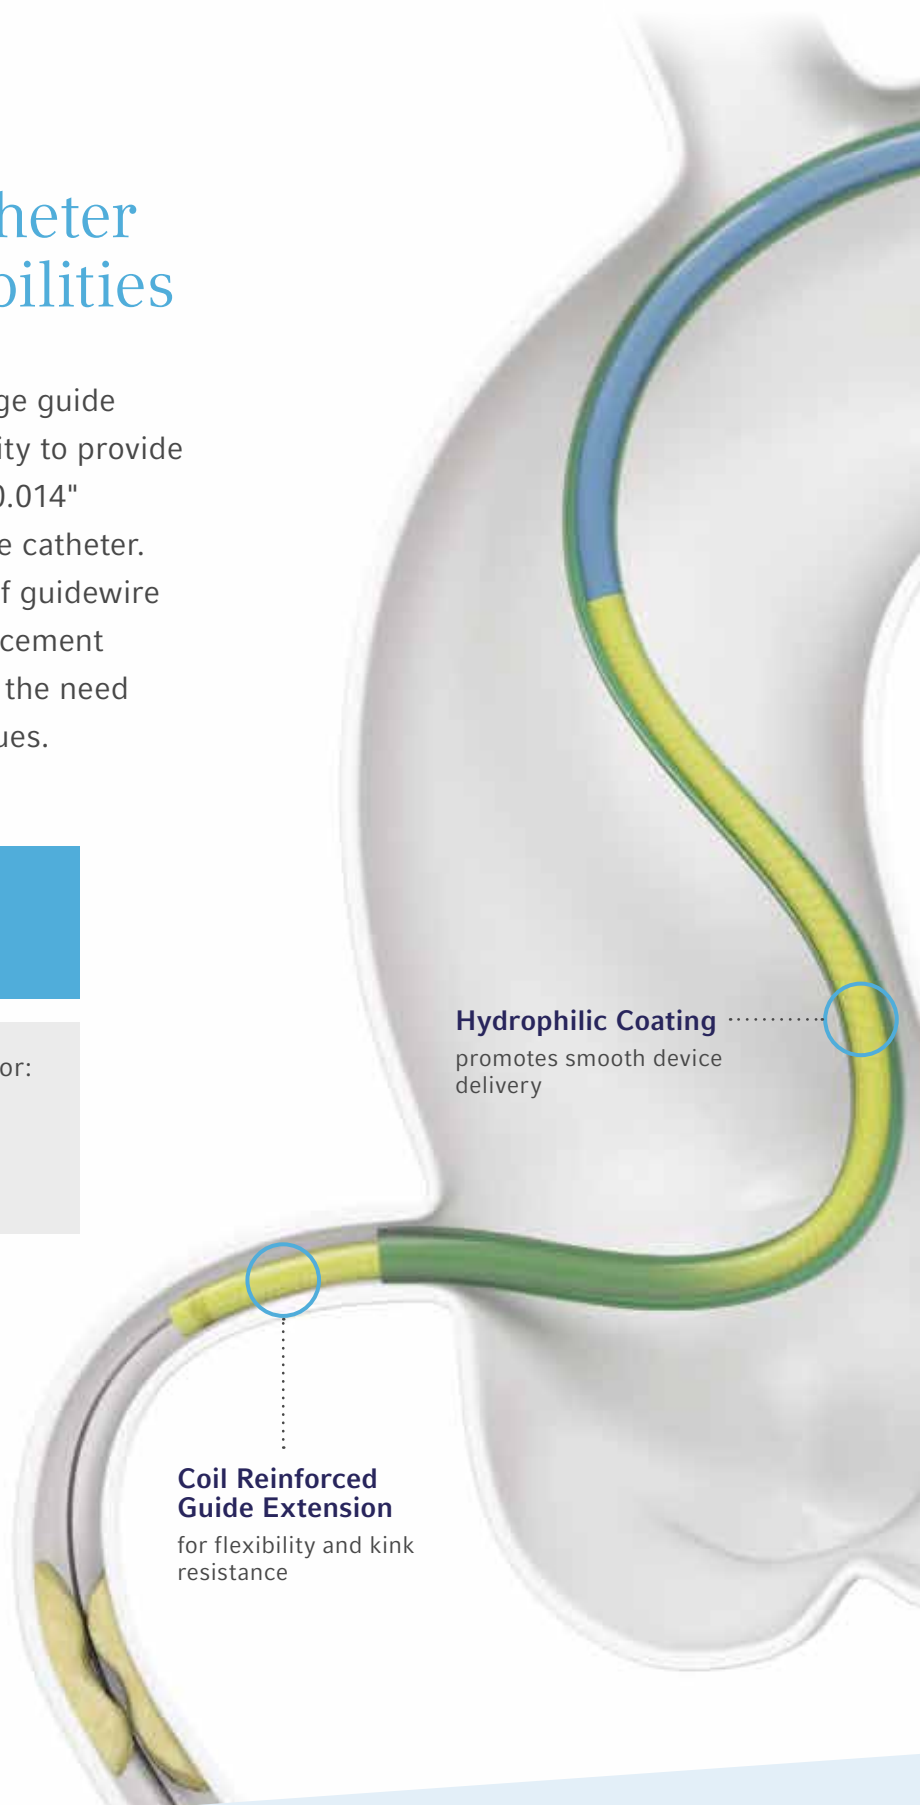 heter
bilities
ge guide
ity to provide
0.014"
e catheter.
f guidewire
cement
the need
ues.
or:
Hydrophilic Coating
promotes smooth device
delivery
Coil Reinforced
Guide Extension
for flexibility and kink
resistance